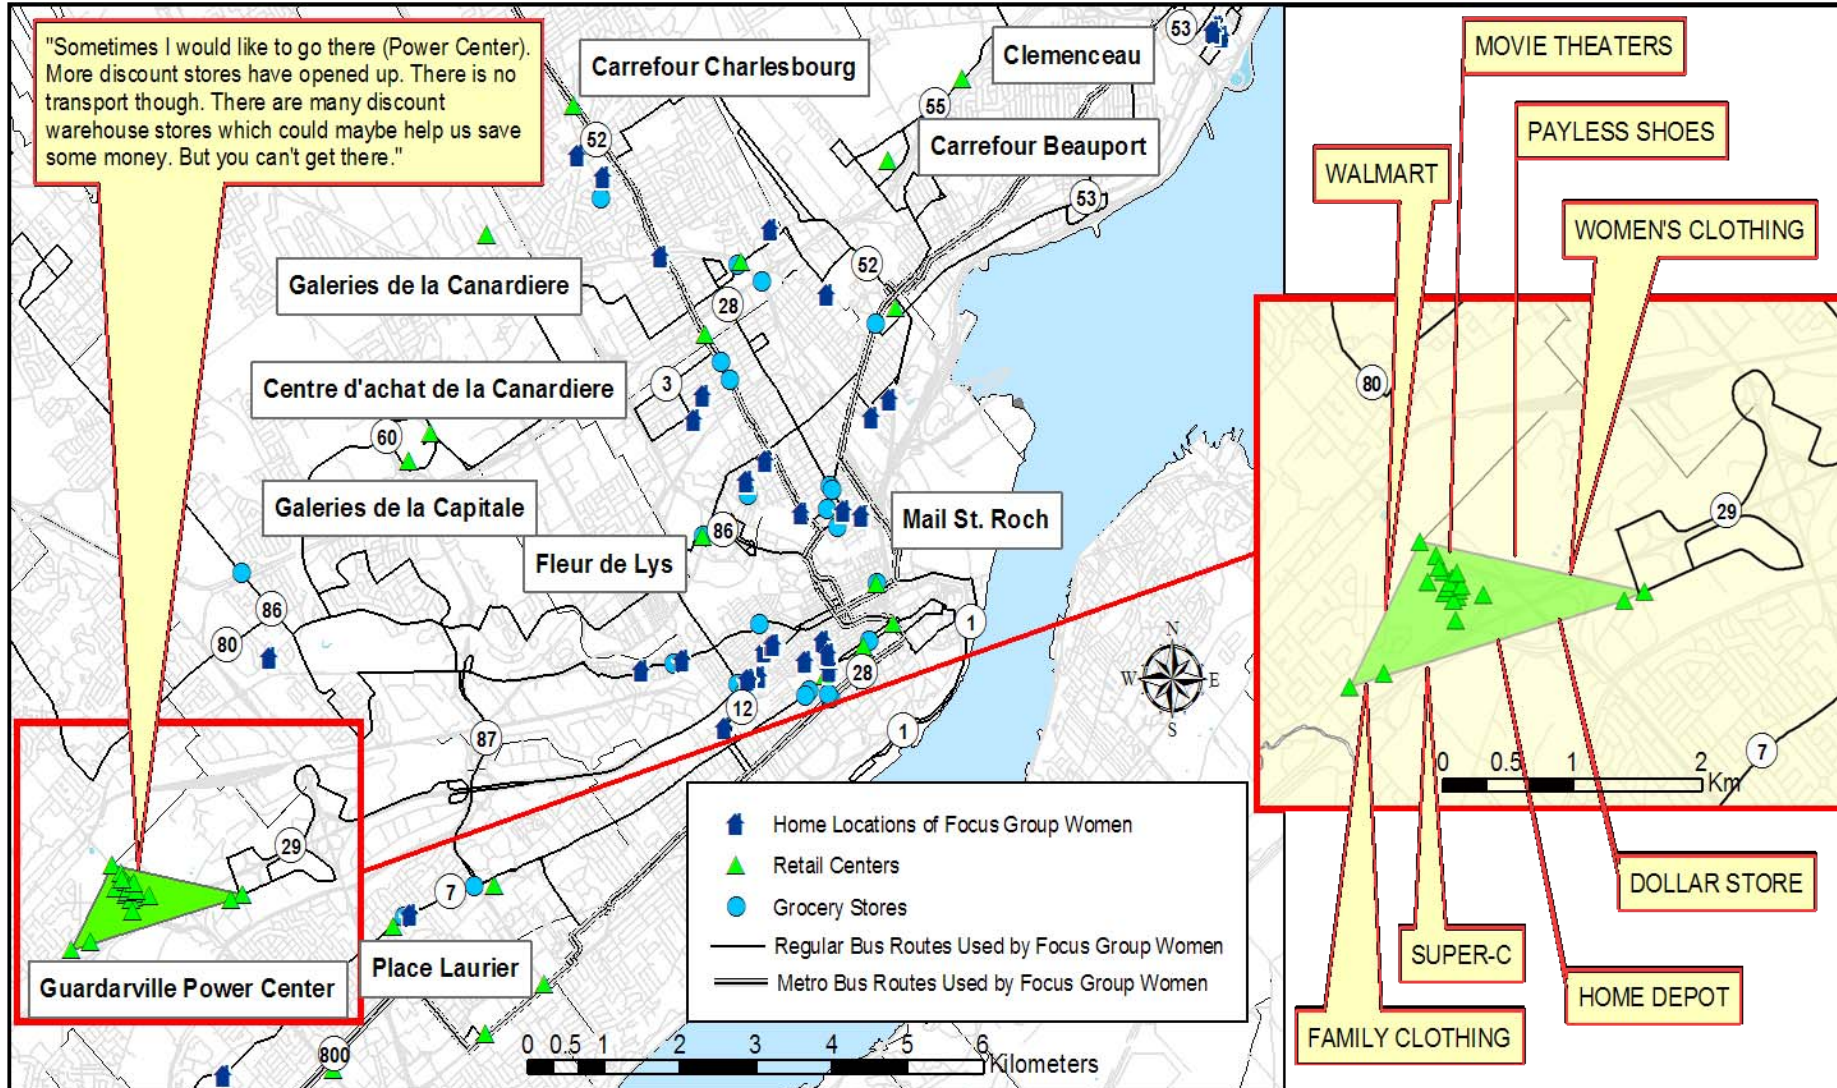 "Sometimes I would like to go there (Power Center).
More discount stores have opened up. There is no
transport though. There are many discount
warehouse stores which could maybe help us save
some money. But you can't get there."
Carrefour Charlesbourg
Clemenceau
53
55
52
Carrefour Beauport
53
Galeries de la Canardiere
52
28
Centre d'achat de la Canardiere
3
60
Galeries de la Capitale
Fleur de Lys
86
Mail St. Roch
86
80
1
28
12
87
1
N
W
E
S
29
7
Guardarville Power Center
Place Laurier
800
Home Locations of Focus Group Women
Retail Centers
Grocery Stores
Regular Bus Routes Used by Focus Group Women
Metro Bus Routes Used by Focus Group Women
0 0.5 1 2 3 4 5 6
Kilometers
MOVIE THEATERS
PAYLESS SHOES
WALMART
WOMEN'S CLOTHING
80
29
7
0 0.5 1 2
Km
DOLLAR STORE
SUPER-C
HOME DEPOT
FAMILY CLOTHING